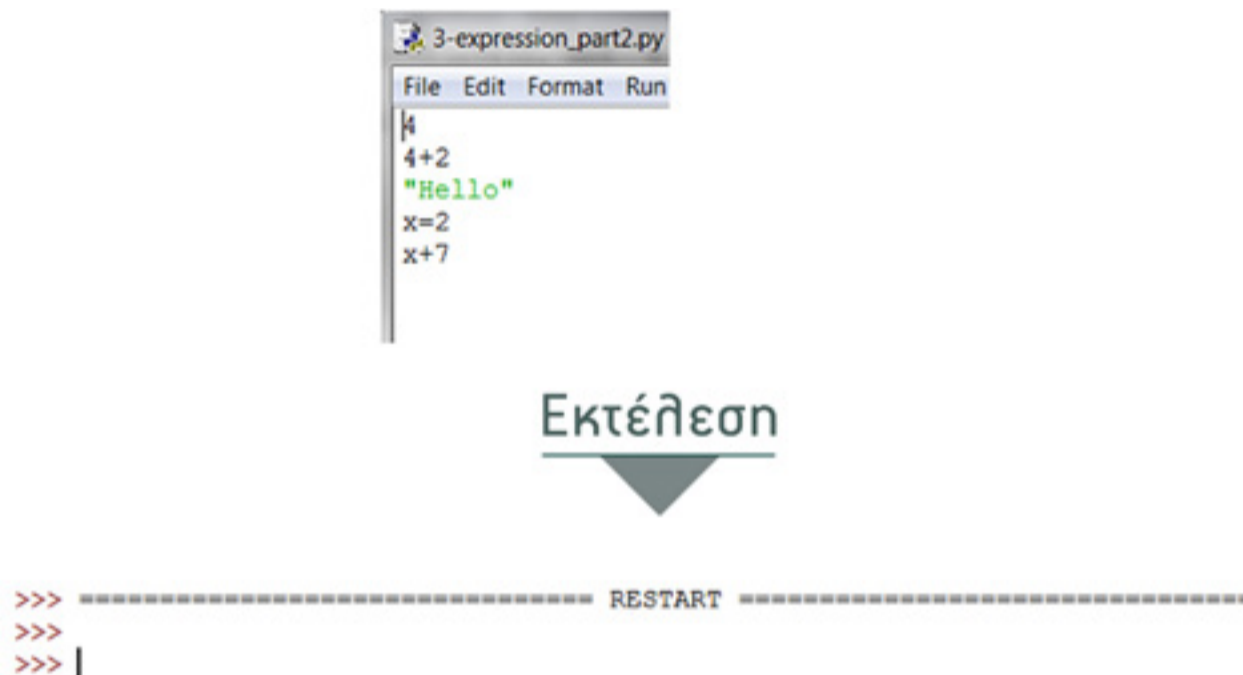 3-expression_part2.py
File Edit Format Run
4
4+2
"Hello"
x=2
x+7
Εκτέλεση
>>> ================================ RESTART ================================
>>>
>>>